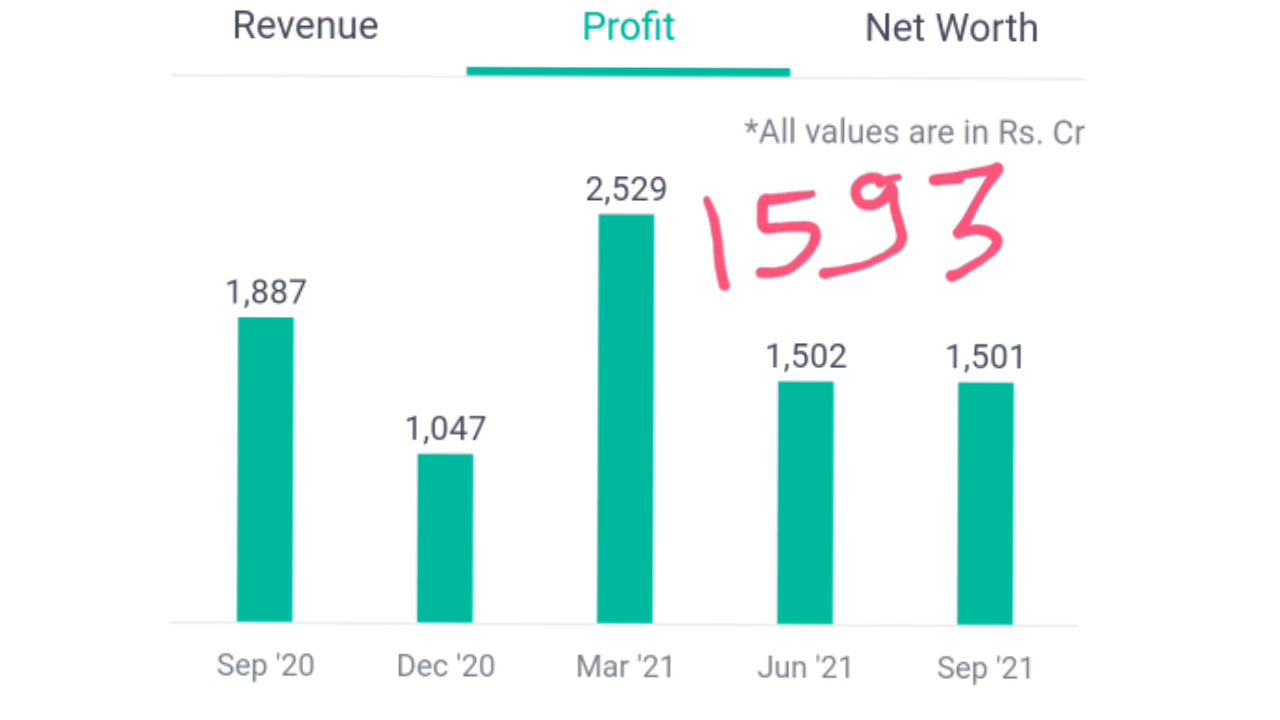 Revenue Profit Net Worth
*All values are in Rs. Cr
2,529
1593
1,887
1,502 1,501
1,047
Sep '20 Dec '20 Mar '21 Jun '21 Sep '21